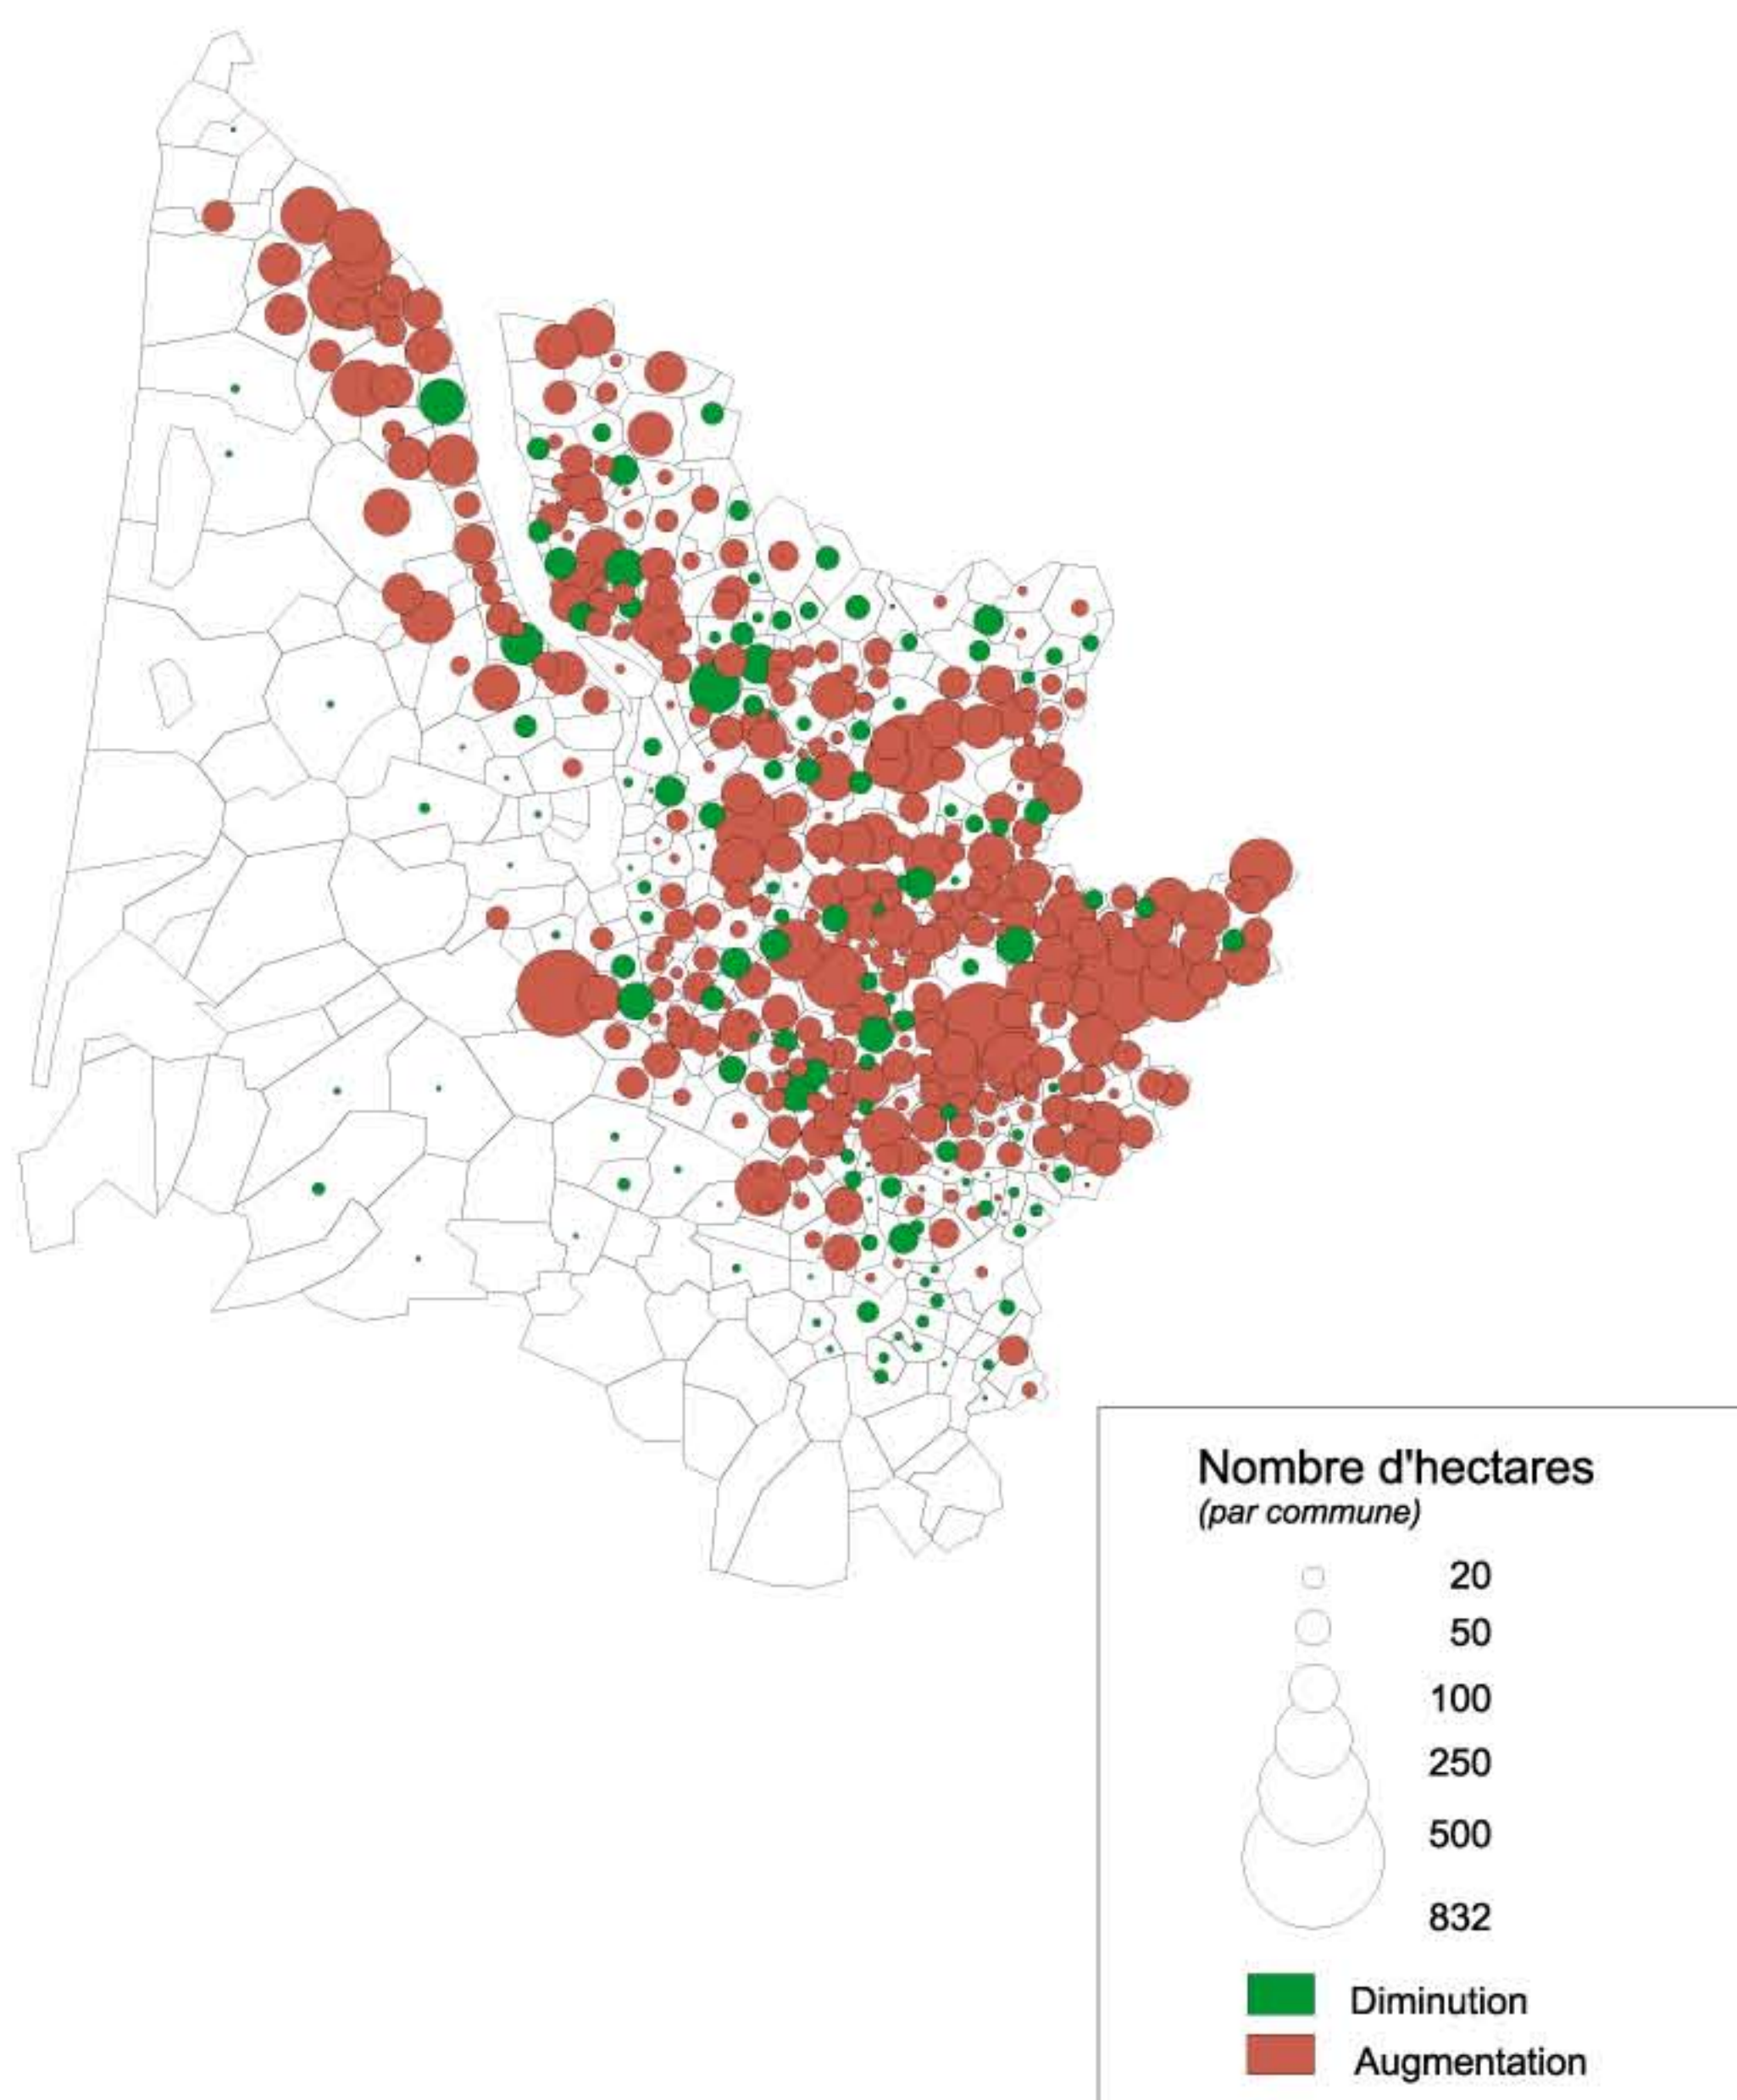 Nombre d'hectares
(par commune)
20
50
100
250
500
832
Diminution
Augmentation